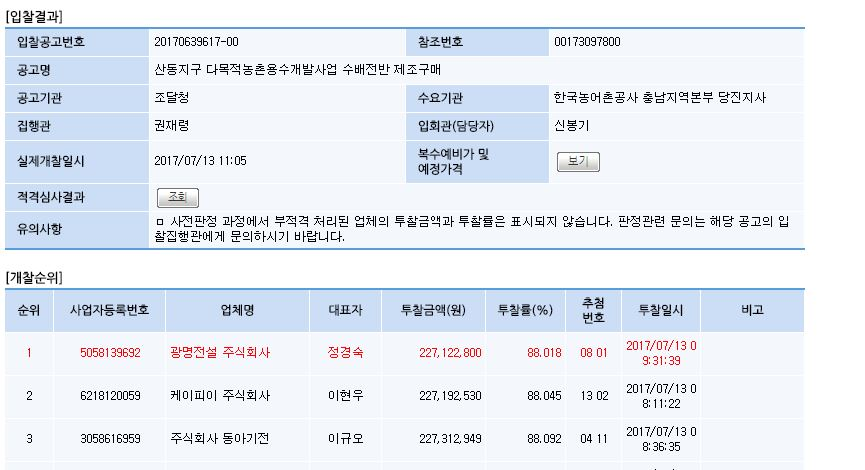 [입찰결과]
입찰공고번호 20170639617-00 참조번호 00173097800
공고명 산동지구 다목적농촌용수개발사업 수배전반 제조구매
공고기관 조달청 수요기관 한국농어촌공사 충남지역본부 당진지사
집행관 권재령 입회관(담당자) 신봉기
실제개찰일시 2017/07/13 11:05 복수예비가 및
예정가격 보기
적격심사결과 조회
유의사항 ㅁ 사전판정 과정에서 부적격 처리된 업체의 투찰금액과 투찰률은 표시되지 않습니다. 판정관련 문의는 해당 공고의 입
찰집행관에게 문의하시기 바랍니다.
[개찰순위]
순위 사업자등록번호 업체명 대표자 투찰금액(원) 투찰률(%) 추첨
번호 투찰일시 비고
1 5058139692 광명전설 주식회사 정경숙 227,122,800 88.018 08 01 2017/07/13 0
9:31:39
2 6218120059 케이피이 주식회사 이현우 227,192,530 88.045 13 02 2017/07/13 0
8:11:22
3 3058616959 주식회사 동아기전 이규오 227,312,949 88.092 04 11 2017/07/13 0
8:36:35